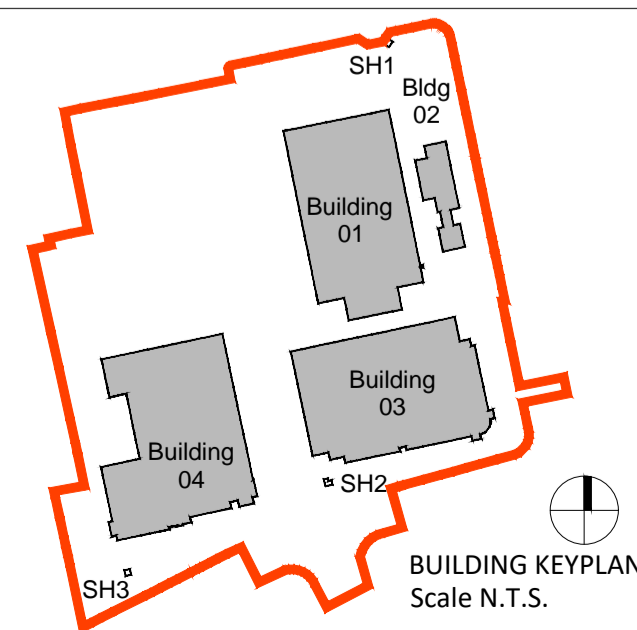 SH1
Bldg
02
Building
01
Building
03
Building
04
SH2
SH3
BUILDING KEYPLAN
Scale N.T.S.